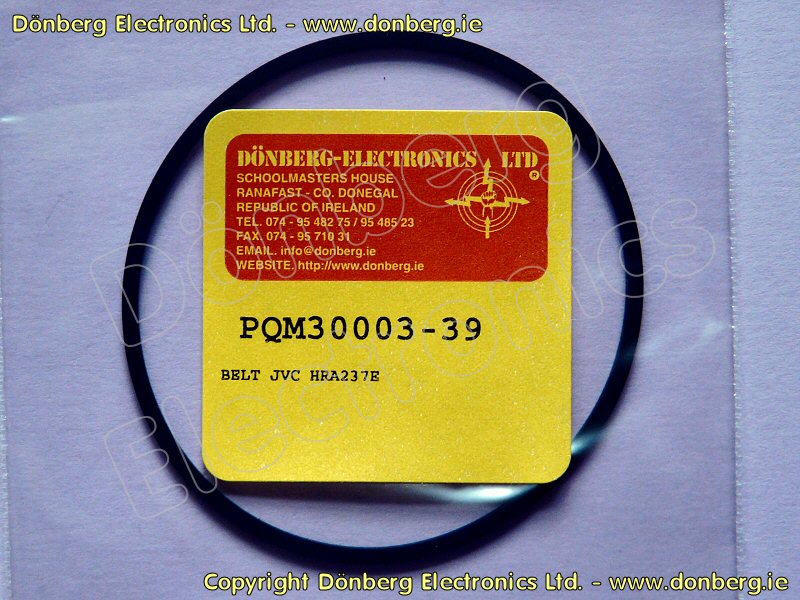 Dönberg Electronics Ltd. - www.donberg.ie
DÖNBERG-ELECTRONICS LTD
®
SCHOOLMASTERS HOUSE
RANAFAST - CO. DONEGAL
REPUBLIC OF IRELAND
TEL. 074 - 95 482 75 / 95 485 23
FAX. 074 - 95 710 31
EMAIL. info@donberg.ie
WEBSITE. http://www.donberg.ie
PQM30003-39
BELT JVC HRA237E
Dönberg
Electronics
Copyright Dönberg Electronics Ltd. - www.donberg.ie